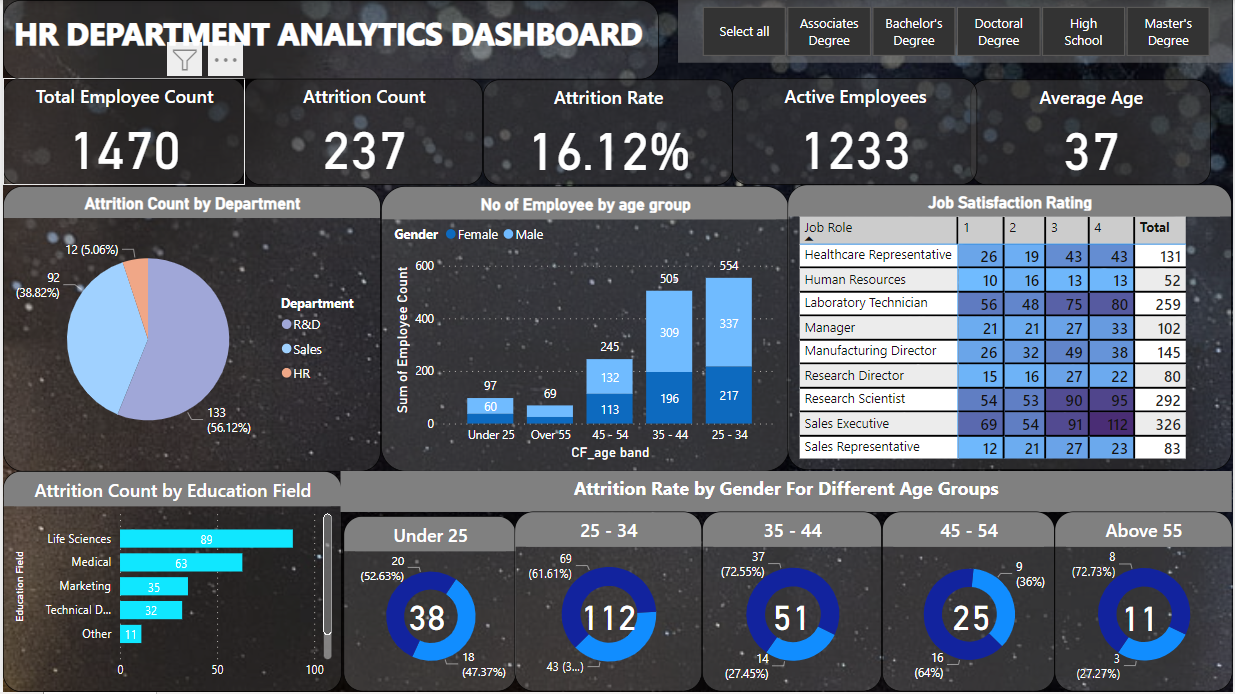 HR DEPARTMENT ANALYTICS DASHBOARD
Select all
Associates
Degree
Bachelor's
Degree
Doctoral
Degree
High
School
Master's
Degree
Total Employee Count
1470
Attrition Count
237
Attrition Rate
16.12%
Active Employees
1233
Average Age
37
Attrition Count by Department
12 (5.06%)
92
(38.82%)
133
(56.12%)
Department
R&D
Sales
HR
No of Employee by age group
Gender Female Male
Sum of Employee Count
600
400
200
0
97
60
69
245
132
113
505
309
196
554
337
217
Under 25 Over 55 45 - 54 35 - 44 25 - 34
CF_age band
Job Satisfaction Rating
Job Role 1 2 3 4 Total
Healthcare Representative 26 19 43 43 131
Human Resources 10 16 13 13 52
Laboratory Technician 56 48 75 80 259
Manager 21 21 27 33 102
Manufacturing Director 26 32 49 38 145
Research Director 15 16 27 22 80
Research Scientist 54 53 90 95 292
Sales Executive 69 54 91 112 326
Sales Representative 12 21 27 23 83
Attrition Count by Education Field
Education Field
Life Sciences 89
Medical 63
Marketing 35
Technical D... 32
Other 11
0 50 100
Attrition Rate by Gender For Different Age Groups
Under 25
20
(52.63%)
38
18
(47.37%)
25 - 34
69
(61.61%)
112
43 (3...)
35 - 44
37
(72.55%)
51
14
(27.45%)
45 - 54
9
(36%)
25
16
(64%)
Above 55
8
(72.73%)
11
3
(27.27%)